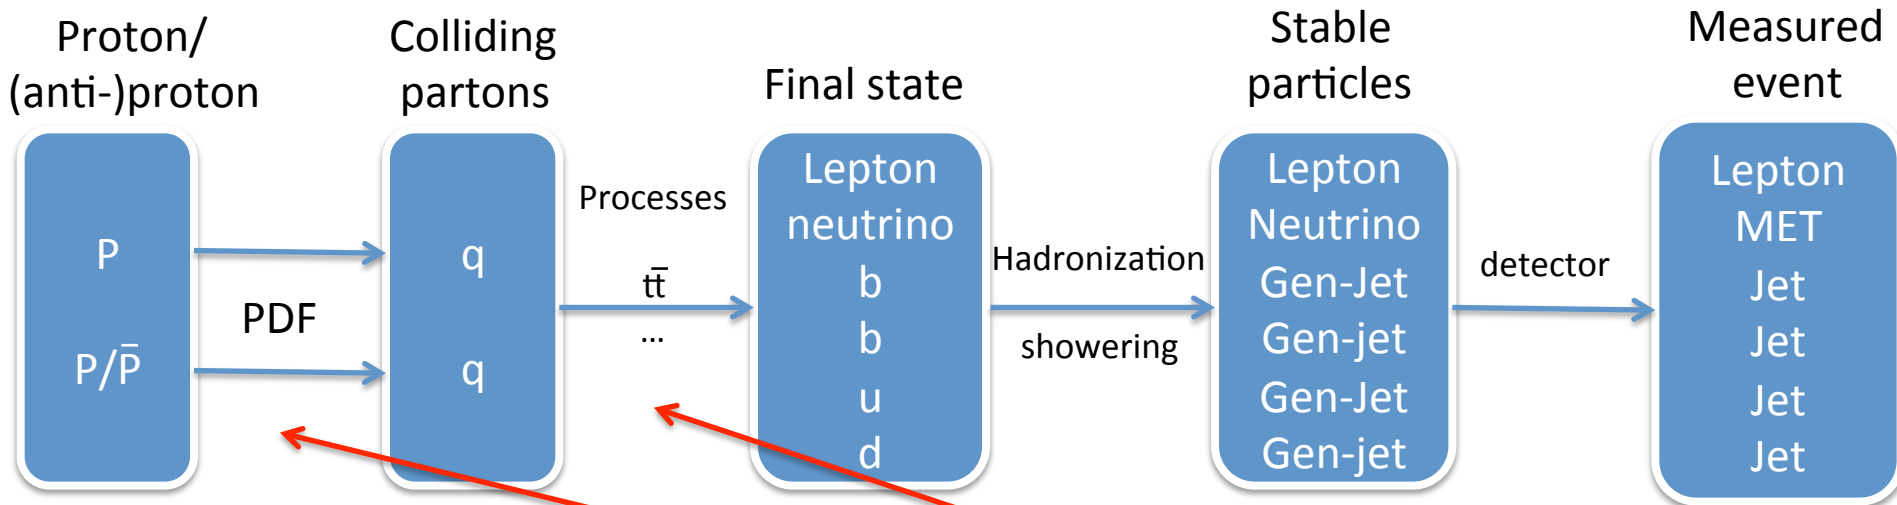 Proton/
(anti-)proton
P
P/P̄
PDF
Colliding
partons
q
q
Processes
tt̄
...
Final state
Lepton
neutrino
b
b
u
d
Hadronization
showering
Stable
particles
Lepton
Neutrino
Gen-Jet
Gen-jet
Gen-Jet
Gen-jet
detector
Measured
event
Lepton
MET
Jet
Jet
Jet
Jet